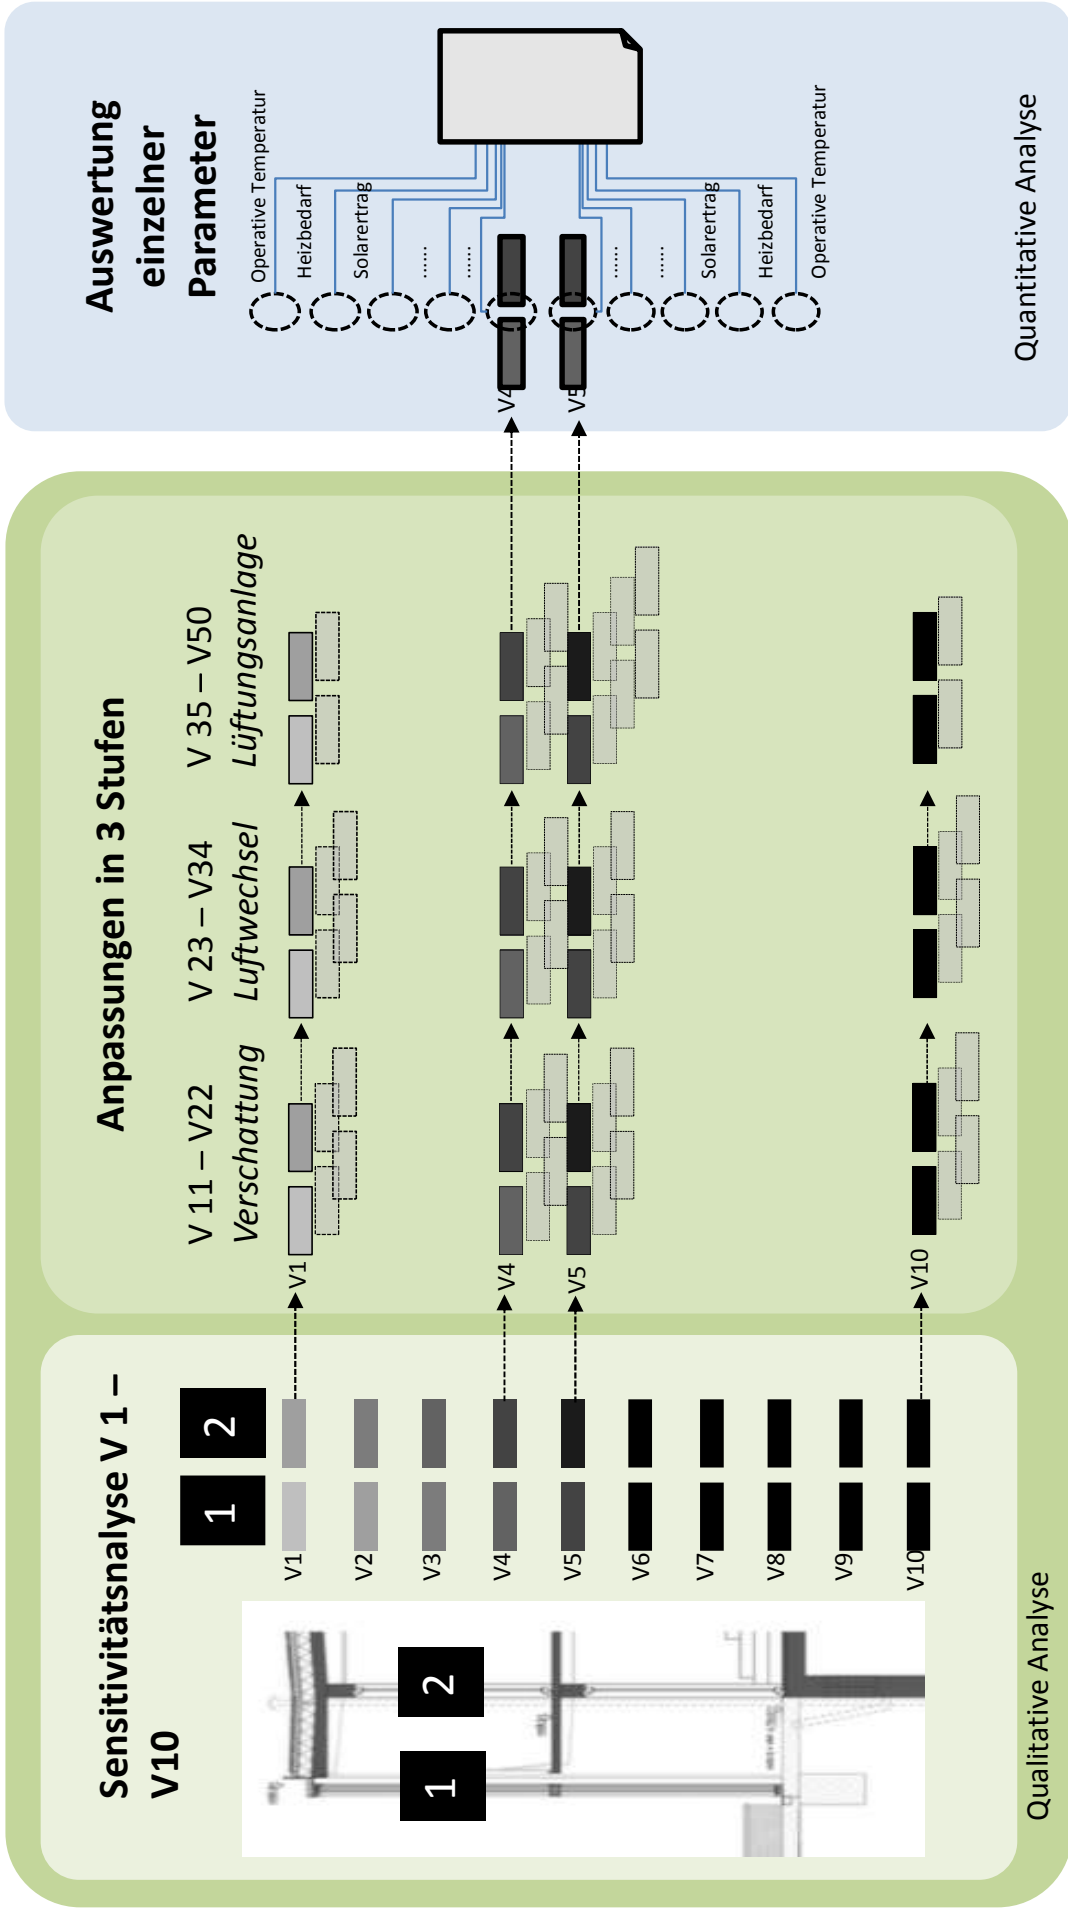 Sensitivitätsnalyse V 1 –
V10
1
2
1
2
V1
V2
V3
V4
V5
V6
V7
V8
V9
V10
Qualitative Analyse
Anpassungen in 3 Stufen
V 11 – V22
Verschattung
V 23 – V34
Luftwechsel
V 35 – V50
Lüftungsanlage
V1
V4
V5
V10
Auswertung
einzelner
Parameter
Operative Temperatur
Heizbedarf
Solarertrag
......
......
V4
V5
......
......
Solarertrag
Heizbedarf
Operative Temperatur
Quantitative Analyse